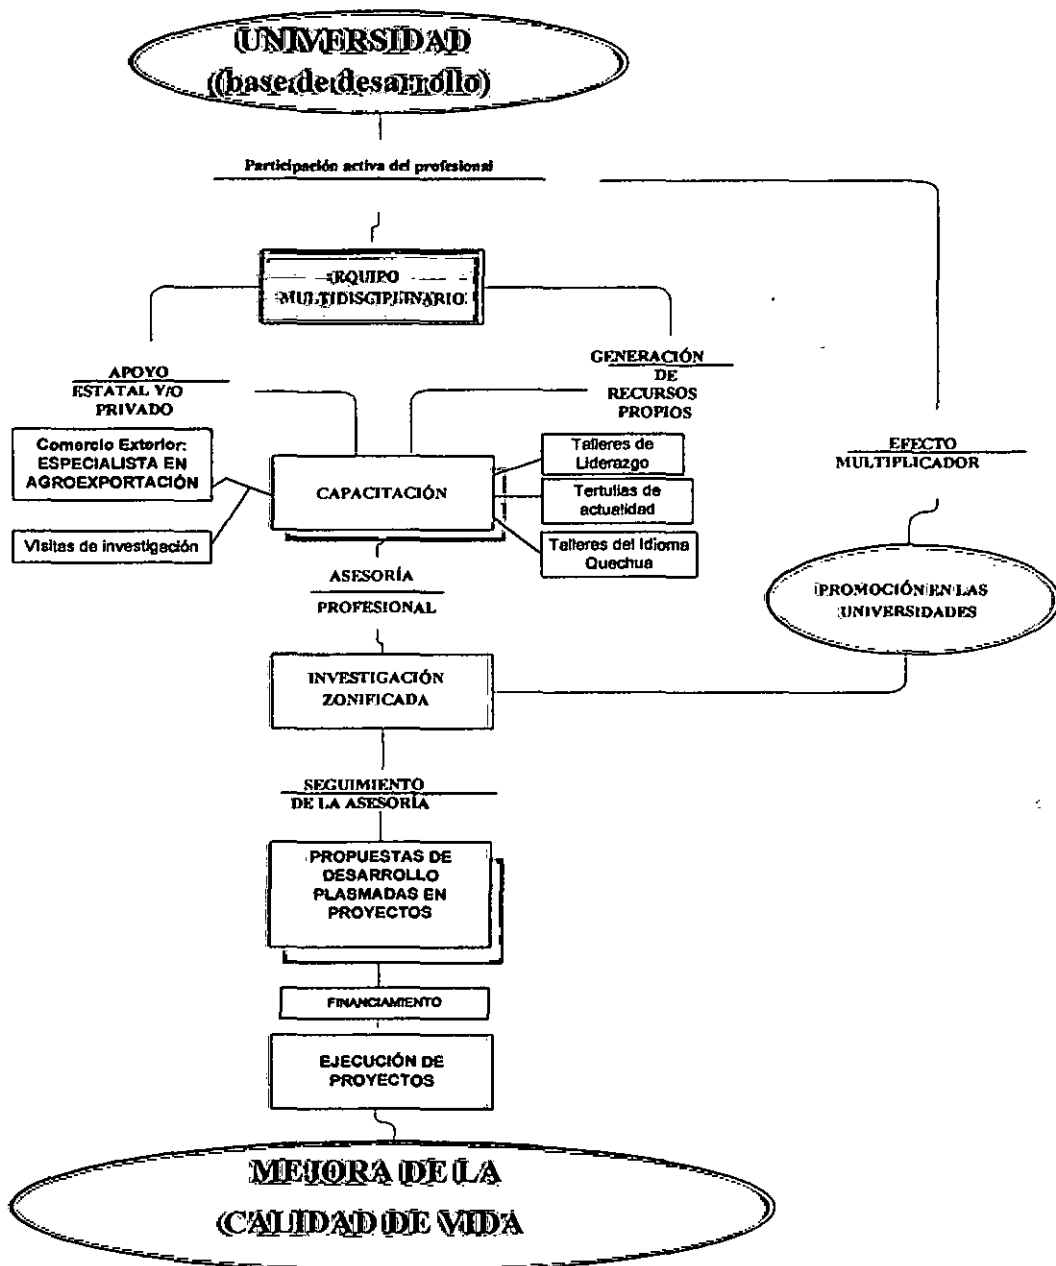 UNIVERSIDAD
(base de desarrollo)
Participación activa del profesional
EQUIPO
MULTIDISCIPLINARIO
APOYO
ESTATAL Y/O
PRIVADO
GENERACIÓN
DE
RECURSOS
PROPIOS
Comercio Exterior:
ESPECIALISTA EN
AGROEXPORTACIÓN
Visitas de investigación
CAPACITACIÓN
Talleres de
Liderazgo
Tertulias de
actualidad
Talleres del Idioma
Quechua
EFECTO
MULTIPLICADOR
ASESORÍA
PROFESIONAL
PROMOCIÓN EN LAS
UNIVERSIDADES
INVESTIGACIÓN
ZONIFICADA
SEGUIMIENTO
DE LA ASESORÍA
PROPUESTAS DE
DESARROLLO
PLASMADAS EN
PROYECTOS
FINANCIAMIENTO
EJECUCIÓN DE
PROYECTOS
MEJORA DE LA
CALIDAD DE VIDA